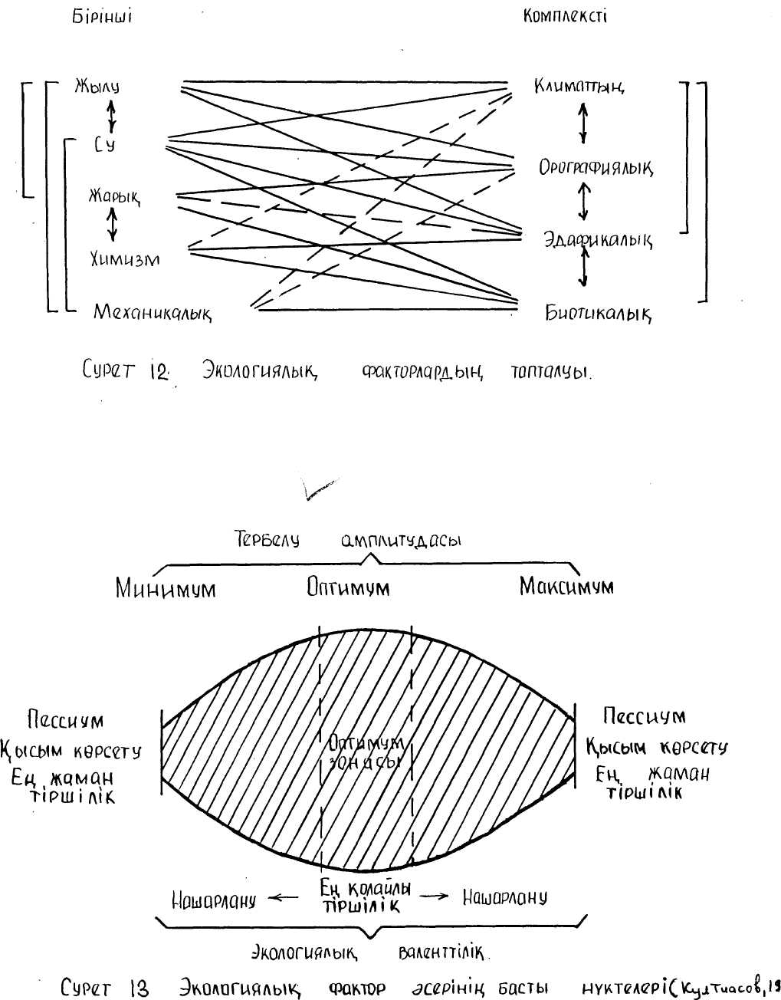 Бірінші Комплексті
Жылу Климаттың
Су
Орографиялық
Жарық
Эдафикалық
Химизм
Механикалық Биотикалық
Сурет 12. Экологиялық факторлардың топталуы.
Тербелу амплитудасы
Минимум Оптимум Максимум
Пессиум
Қысым көрсету
Ең жаман
тіршілік
Оптимум
зонасы
Пессиум
Қысым көрсету
Ең жаман
тіршілік
Нашарлану
Ең қолайлы
тіршілік
Нашарлану
Экологиялық валенттілік.
Сурет 13 Экологиялық фактор әсерінің басты нүктелері (Култиасов, 19